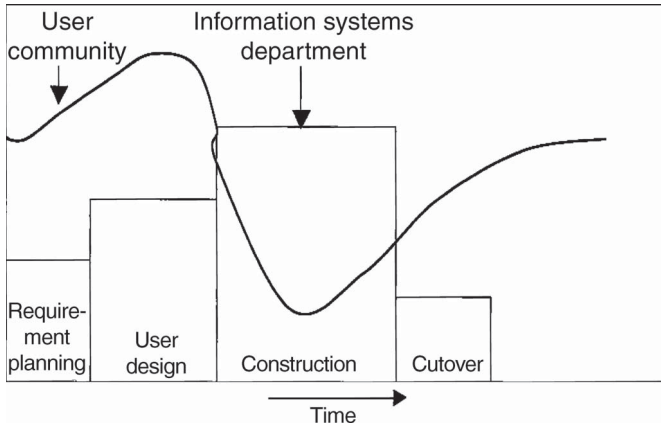 User
community
Information systems
department
Require-
ment
planning
User
design
Construction
Cutover
Time